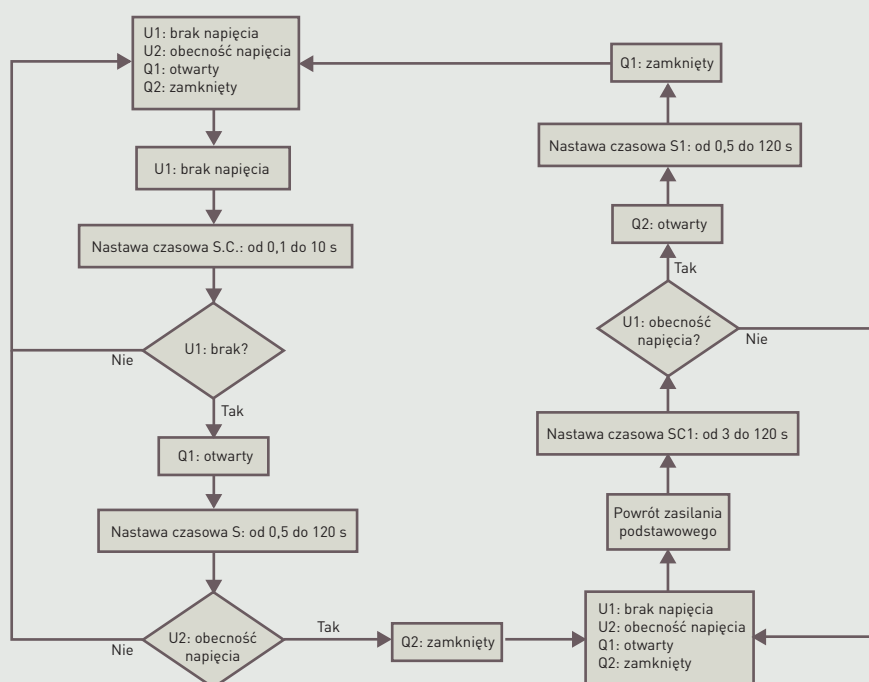 U1: brak napięcia
U2: obecność napięcia
Q1: otwarty
Q2: zamknięty
U1: brak napięcia
Nastawa czasowa S.C.: od 0,1 do 10 s
U1: brak?
Nie
Tak
Q1: otwarty
Nastawa czasowa S: od 0,5 do 120 s
U2: obecność
napięcia
Nie
Tak
Q2: zamknięty
U1: brak napięcia
U2: obecność napięcia
Q1: otwarty
Q2: zamknięty
Powrót zasilania
podstawowego
Nastawa czasowa SC1: od 3 do 120 s
U1: obecność
napięcia?
Nie
Tak
Q2: otwarty
Nastawa czasowa S1: od 0,5 do 120 s
Q1: zamknięty